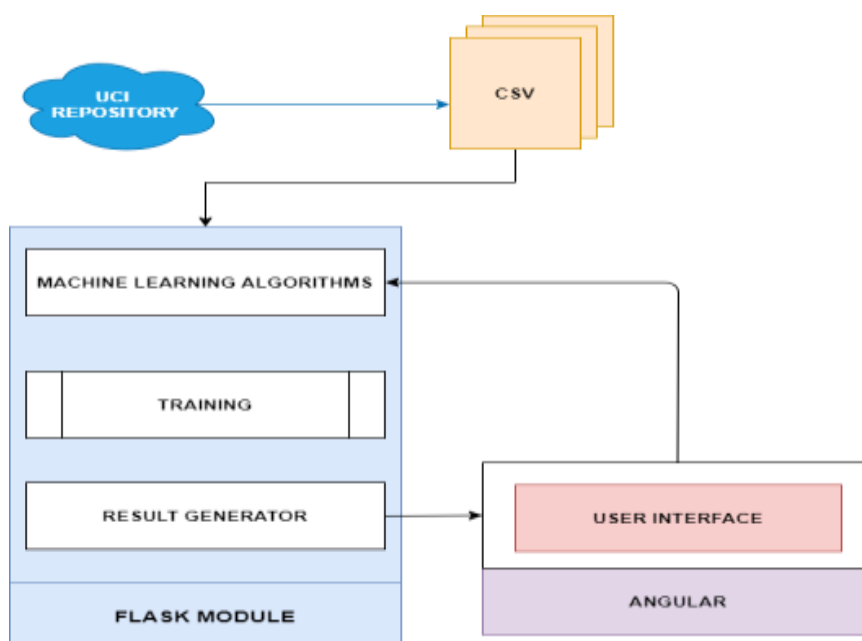 UCI
REPOSITORY
CSV
MACHINE LEARNING ALGORITHMS
TRAINING
RESULT GENERATOR
USER INTERFACE
FLASK MODULE
ANGULAR